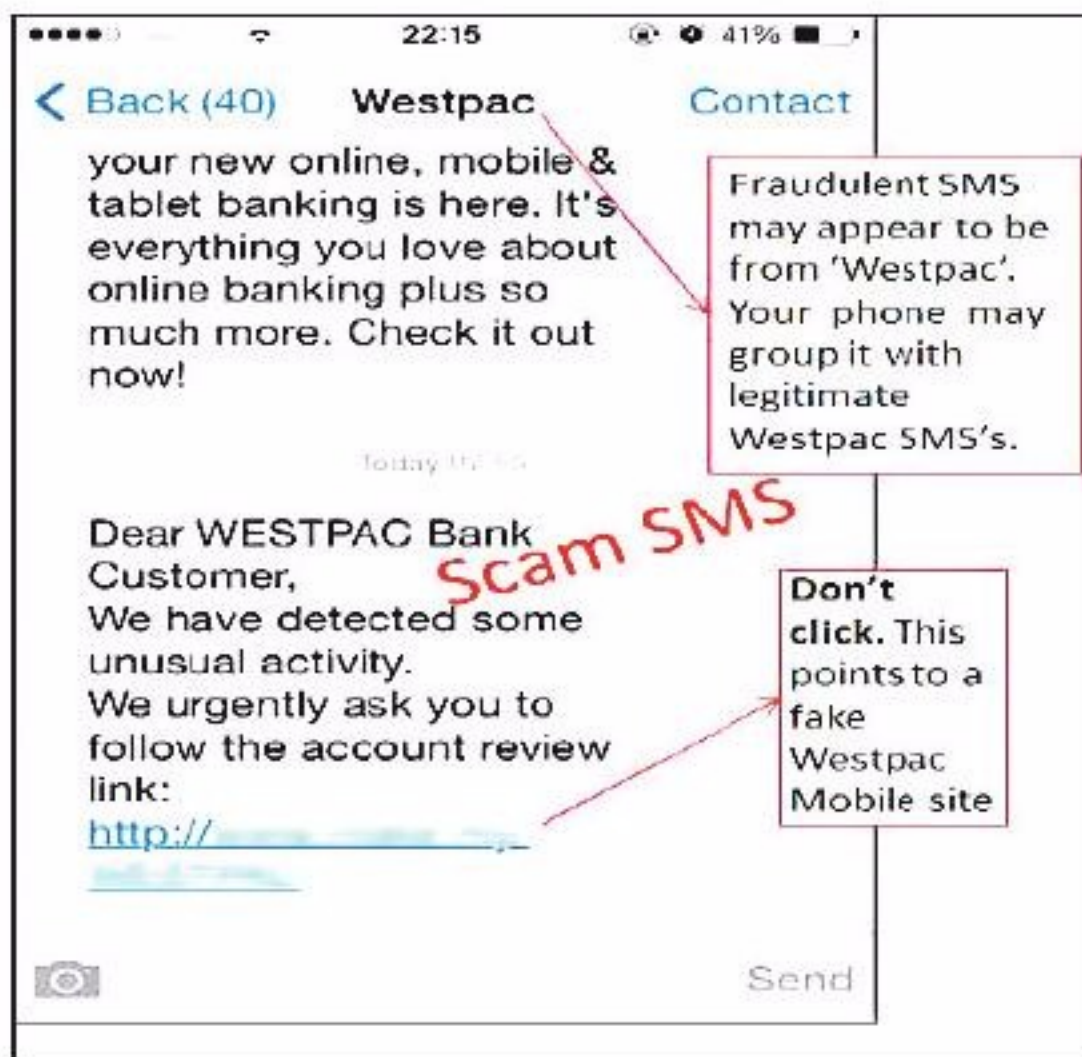 22:15
41%
Back (40)
Westpac
Contact
your new online, mobile &
tablet banking is here. It's
everything you love about
online banking plus so
much more. Check it out
now!
Fraudulent SMS
may appear to be
from ‘Westpac’.
Your phone may
group it with
legitimate
Westpac SMS's.
Today
Scam SMS
Dear WESTPAC Bank
Customer,
We have detected some
unusual activity.
We urgently ask you to
follow the account review
link:
http://
Don't
click. This
points to a
fake
Westpac
Mobile site
Send